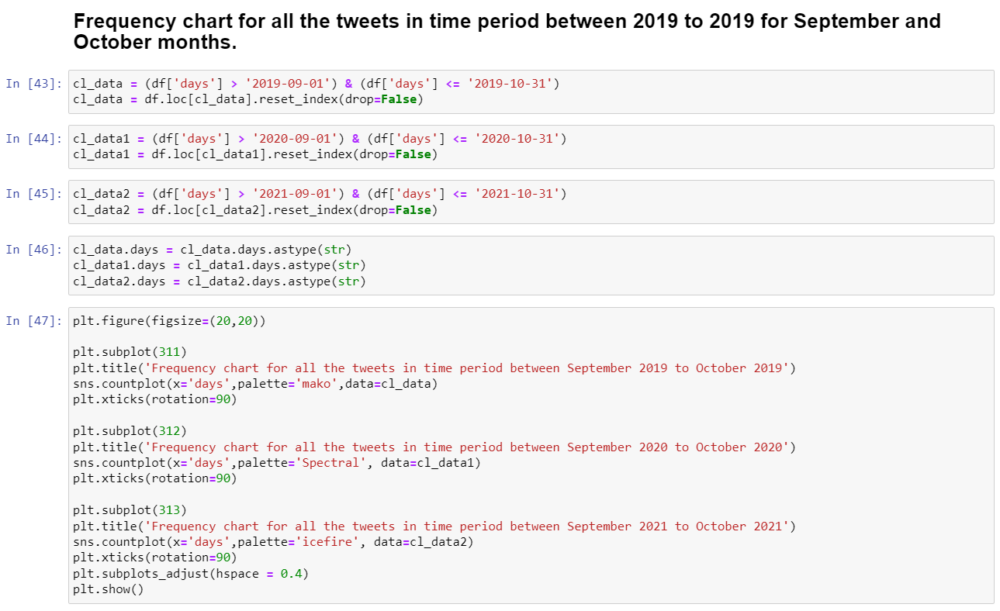 Frequency chart for all the tweets in time period between 2019 to 2019 for September and
October months.
In [43]: cl_data = (df['days'] > '2019-09-01') & (df['days'] <= '2019-10-31')
cl_data = df.loc[cl_data].reset_index(drop=False)
In [44]: cl_data1 = (df['days'] > '2020-09-01') & (df['days'] <= '2020-10-31')
cl_data1 = df.loc[cl_data1].reset_index(drop=False)
In [45]: cl_data2 = (df['days'] > '2021-09-01') & (df['days'] <= '2021-10-31')
cl_data2 = df.loc[cl_data2].reset_index(drop=False)
In [46]: cl_data.days = cl_data.days.astype(str)
cl_data1.days = cl_data1.days.astype(str)
cl_data2.days = cl_data2.days.astype(str)
In [47]: plt.figure(figsize=(20,20))
plt.subplot(311)
plt.title('Frequency chart for all the tweets in time period between September 2019 to October 2019')
sns.countplot(x='days',palette='mako',data=cl_data)
plt.xticks(rotation=90)
plt.subplot(312)
plt.title('Frequency chart for all the tweets in time period between September 2020 to October 2020')
sns.countplot(x='days',palette='Spectral', data=cl_data1)
plt.xticks(rotation=90)
plt.subplot(313)
plt.title('Frequency chart for all the tweets in time period between September 2021 to October 2021')
sns.countplot(x='days',palette='icefire', data=cl_data2)
plt.xticks(rotation=90)
plt.subplots_adjust(hspace = 0.4)
plt.show()